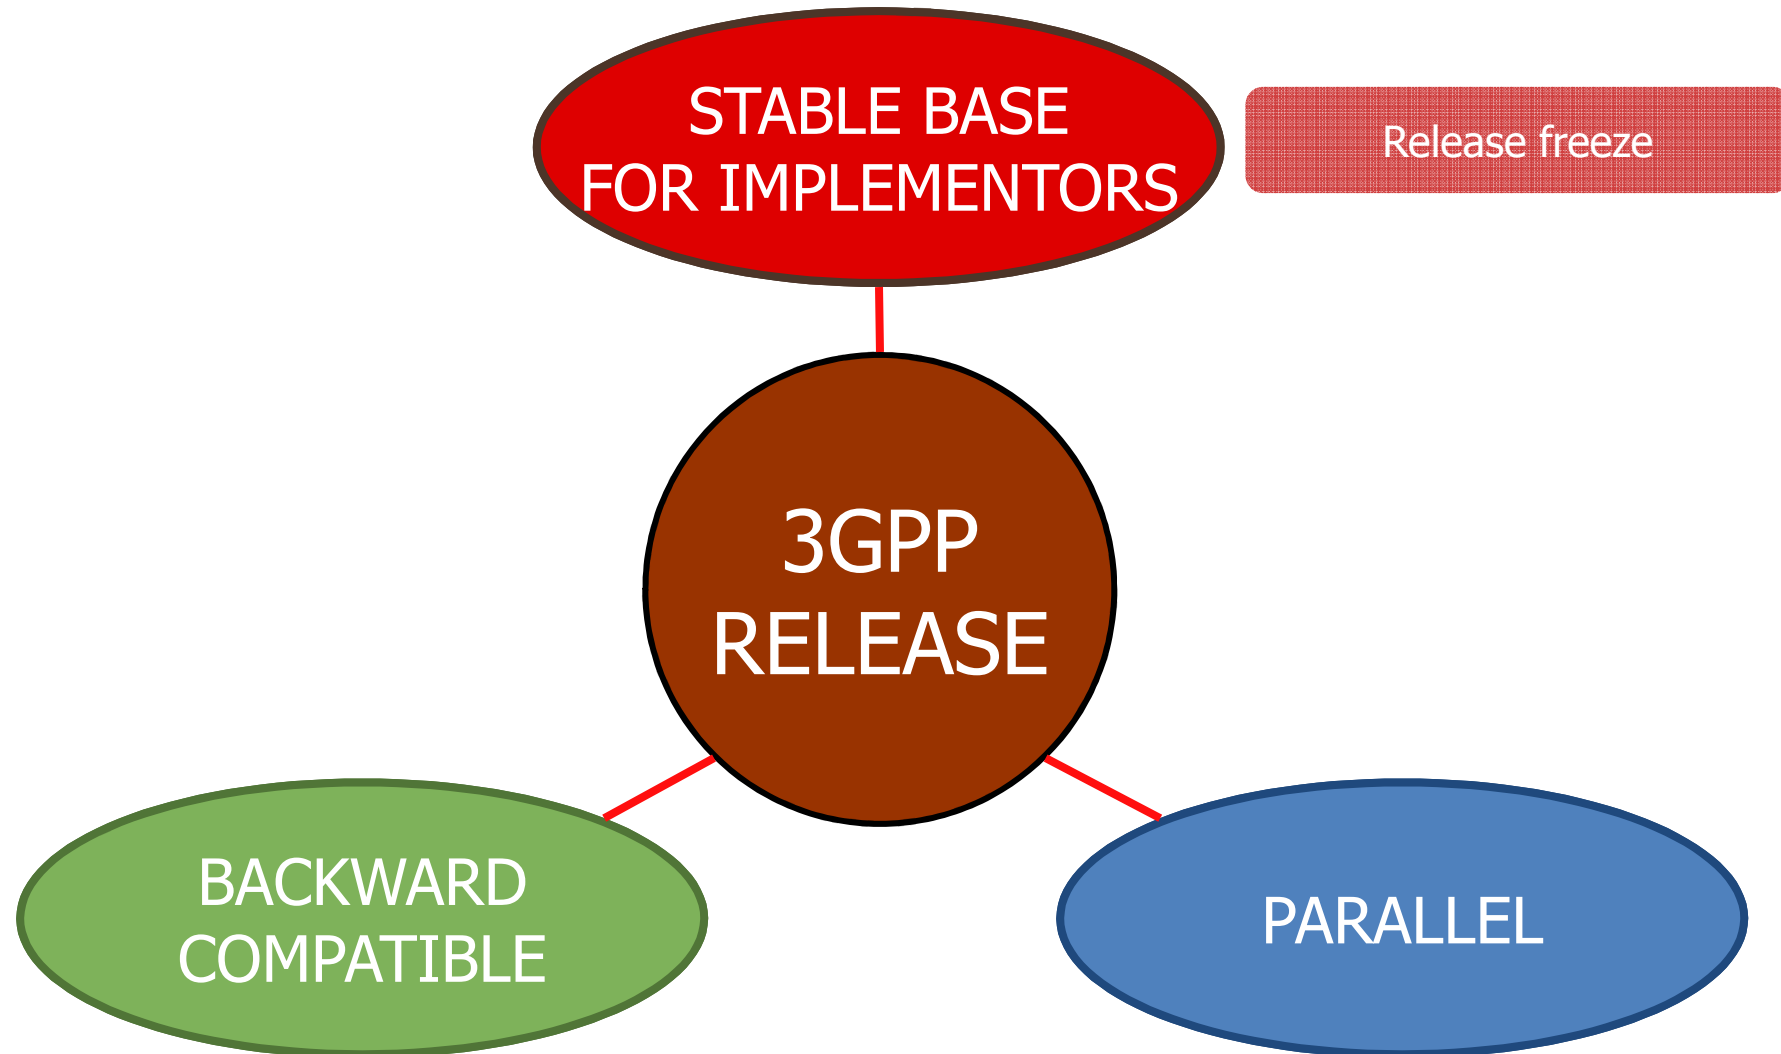 STABLE BASE
FOR IMPLEMENTORS
Release freeze
3GPP
RELEASE
BACKWARD
COMPATIBLE
PARALLEL